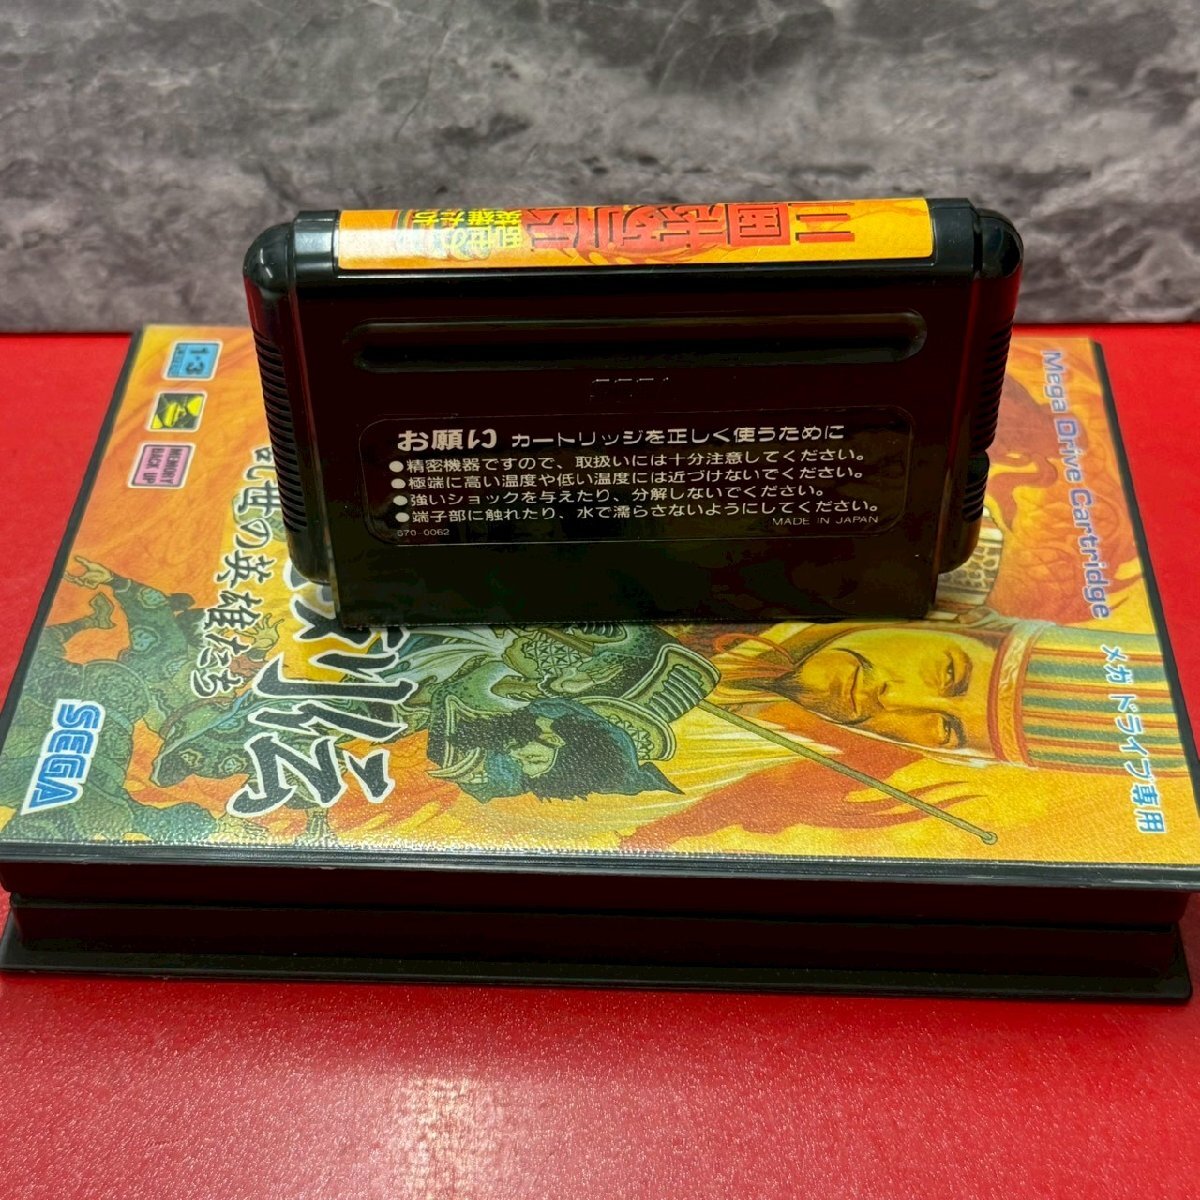 三国志列伝
乱世の英雄たち
お願い カートリッジを正しく使うために
●精密機器ですので、取扱いには十分注意してください。
●極端に高い温度や低い温度には近づけないでください。
●強いショックを与えたり、分解しないでください。
●端子部に触れたり、水で濡らさないようにしてください。
670-0062
MADE IN JAPAN
Mega Drive Cartridge
メガドライブ専用
列伝
世の英雄たち
1-3
MEMORY
BACK UP
SEGA